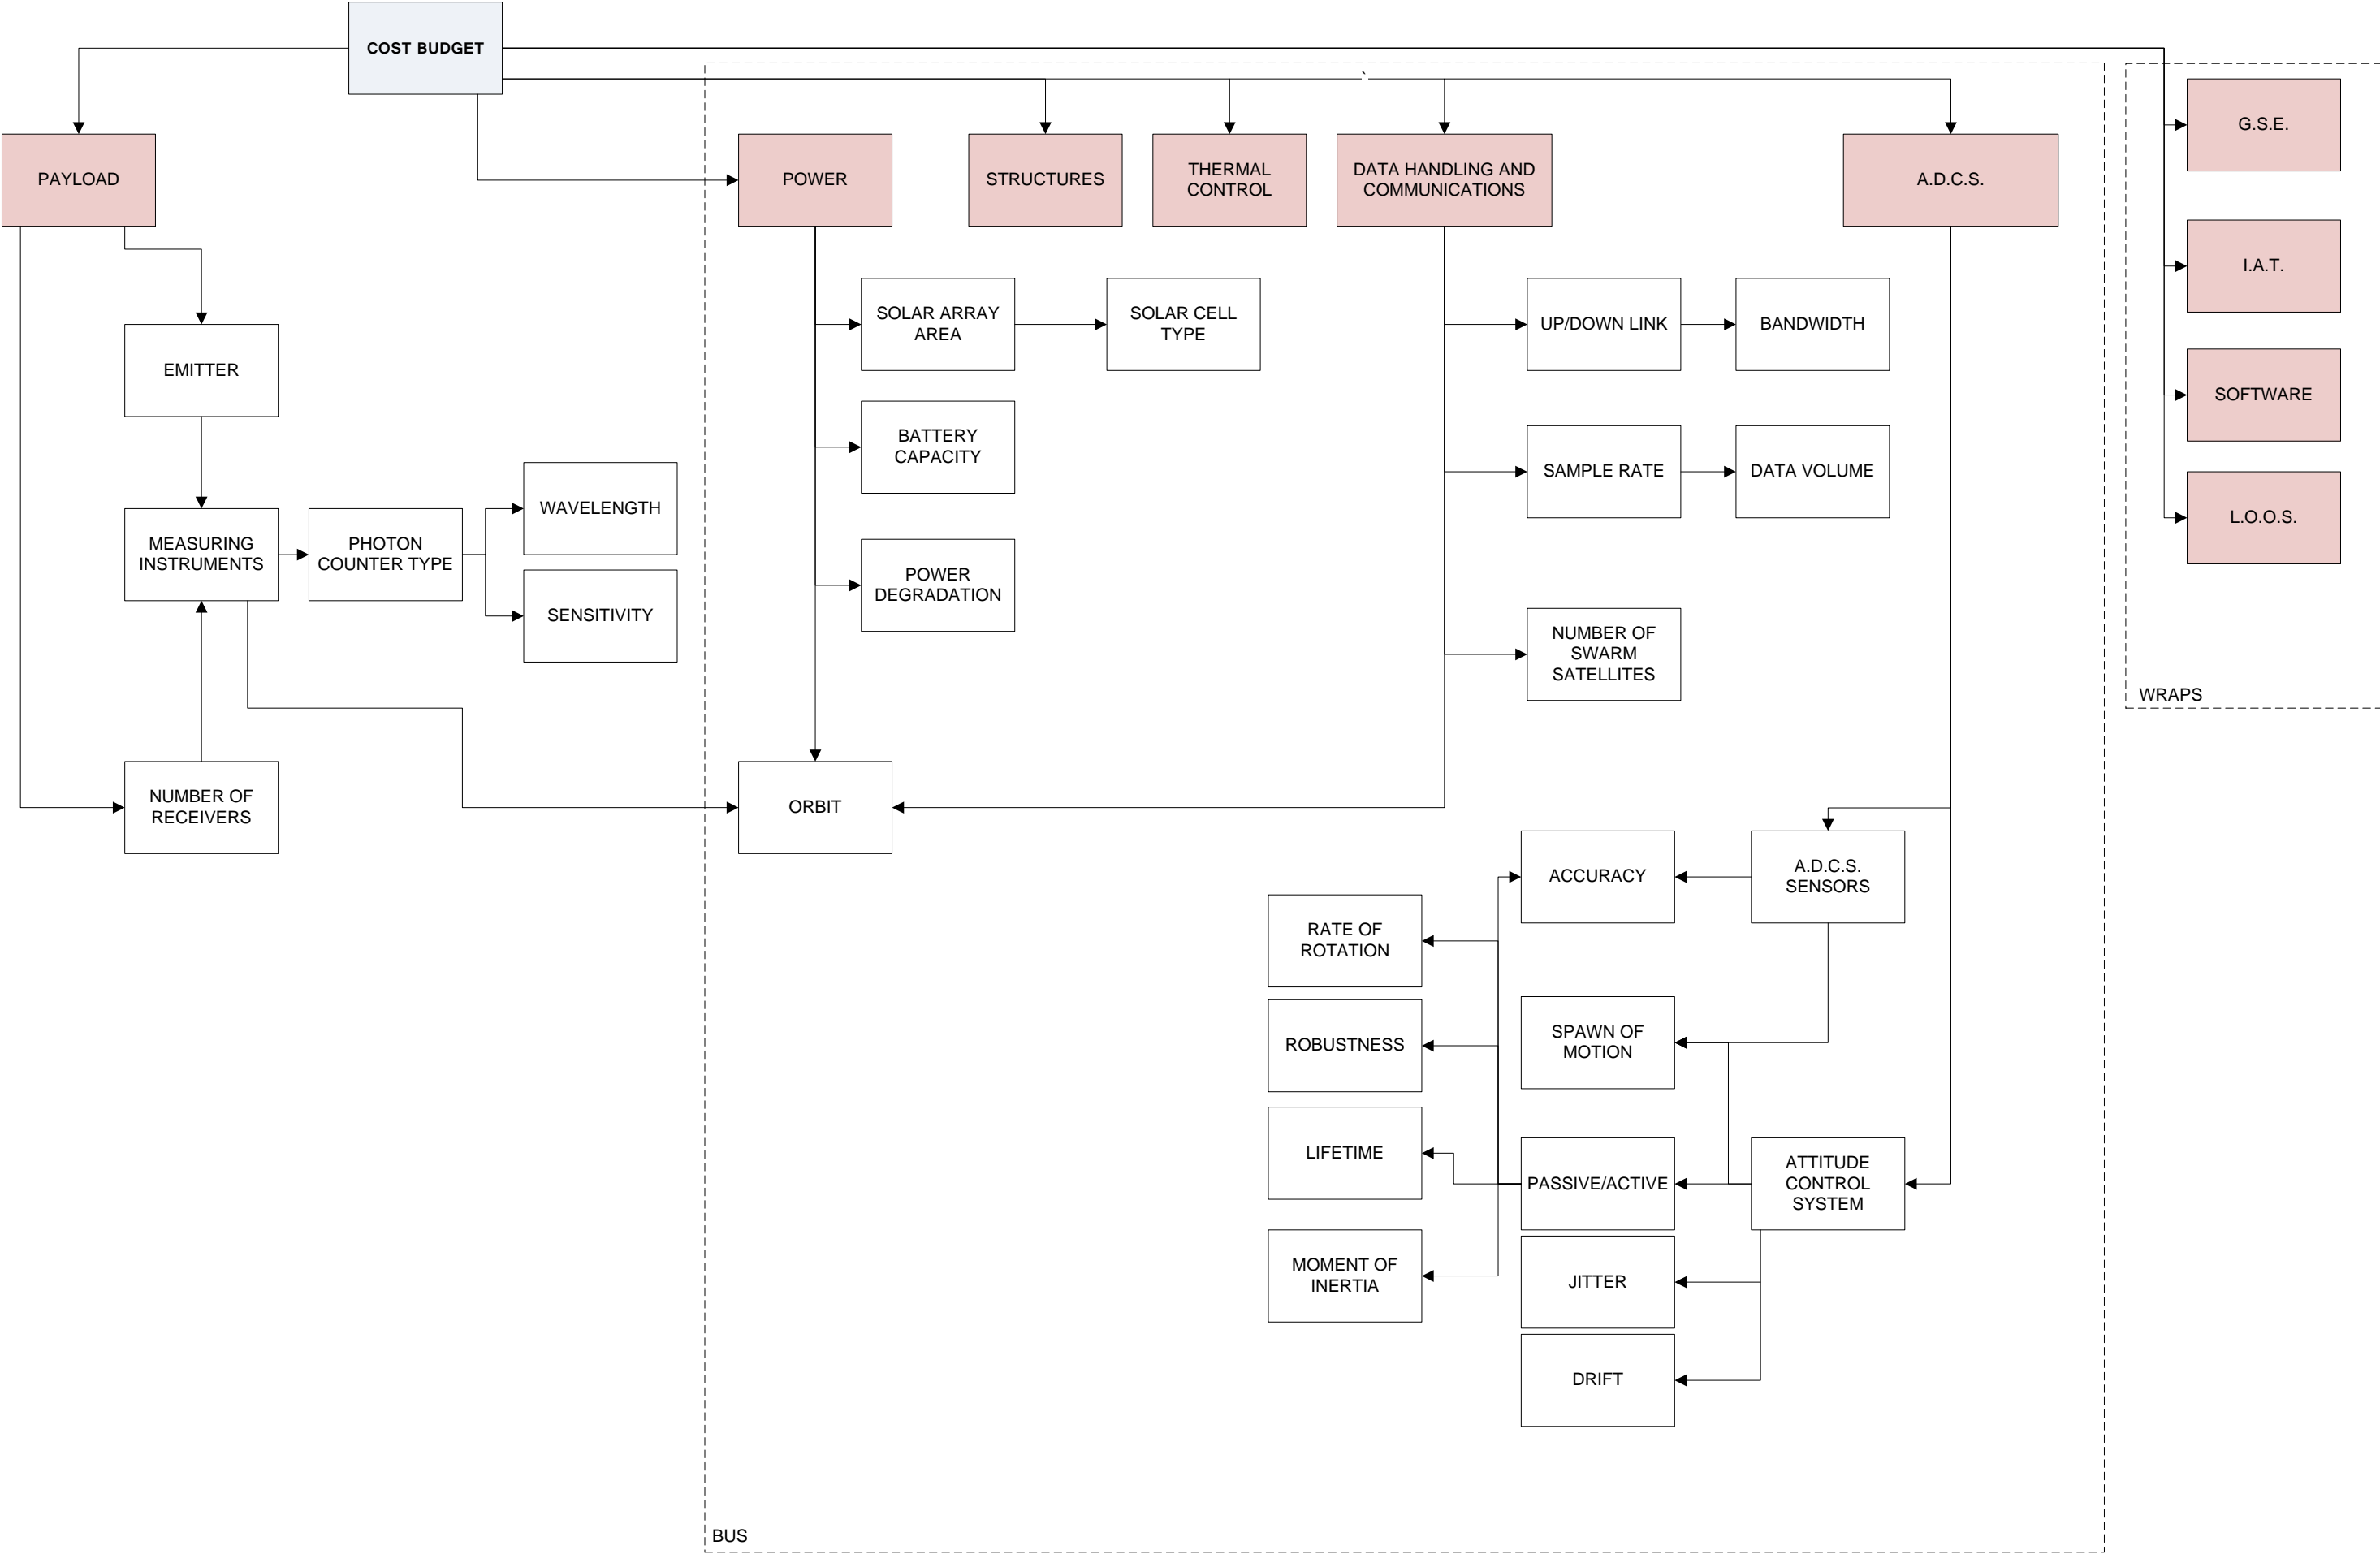 COST BUDGET
`
PAYLOAD
POWER
STRUCTURES
THERMAL
CONTROL
DATA HANDLING AND
COMMUNICATIONS
A.D.C.S.
G.S.E.
I.A.T.
SOFTWARE
L.O.O.S.
WRAPS
EMITTER
MEASURING
INSTRUMENTS
PHOTON
COUNTER TYPE
WAVELENGTH
SENSITIVITY
NUMBER OF
RECEIVERS
SOLAR ARRAY
AREA
SOLAR CELL
TYPE
BATTERY
CAPACITY
POWER
DEGRADATION
ORBIT
UP/DOWN LINK
BANDWIDTH
SAMPLE RATE
DATA VOLUME
NUMBER OF
SWARM
SATELLITES
ACCURACY
A.D.C.S.
SENSORS
RATE OF
ROTATION
ROBUSTNESS
SPAWN OF
MOTION
LIFETIME
PASSIVE/ACTIVE
ATTITUDE
CONTROL
SYSTEM
MOMENT OF
INERTIA
JITTER
DRIFT
BUS